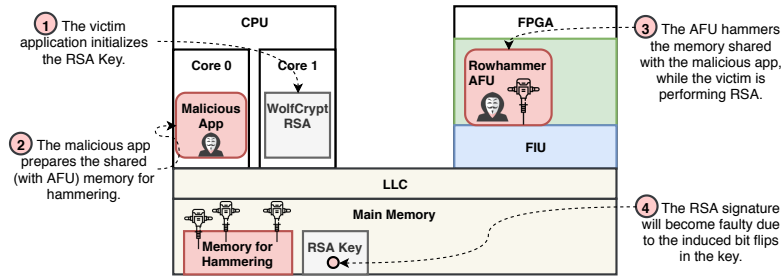 CPU
FPGA
1 The victim
application initializes
the RSA Key.
Core 0
Core 1
Malicious
App
WolfCrypt
RSA
Rowhammer
AFU
3 The AFU hammers
the memory shared
with the malicious app,
while the victim is
performing RSA.
2 The malicious app
prepares the shared
(with AFU) memory for
hammering.
FIU
LLC
Main Memory
Memory for
Hammering
RSA Key
4 The RSA signature
will become faulty due
to the induced bit flips
in the key.